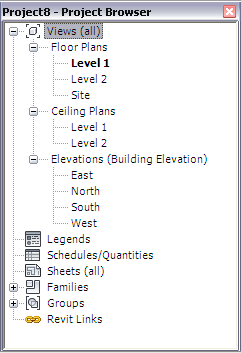 Project8 - Project Browser
Views (all)
Floor Plans
Level 1
Level 2
Site
Ceiling Plans
Level 1
Level 2
Elevations (Building Elevation)
East
North
South
West
Legends
Schedules/Quantities
Sheets (all)
Families
Groups
Revit Links